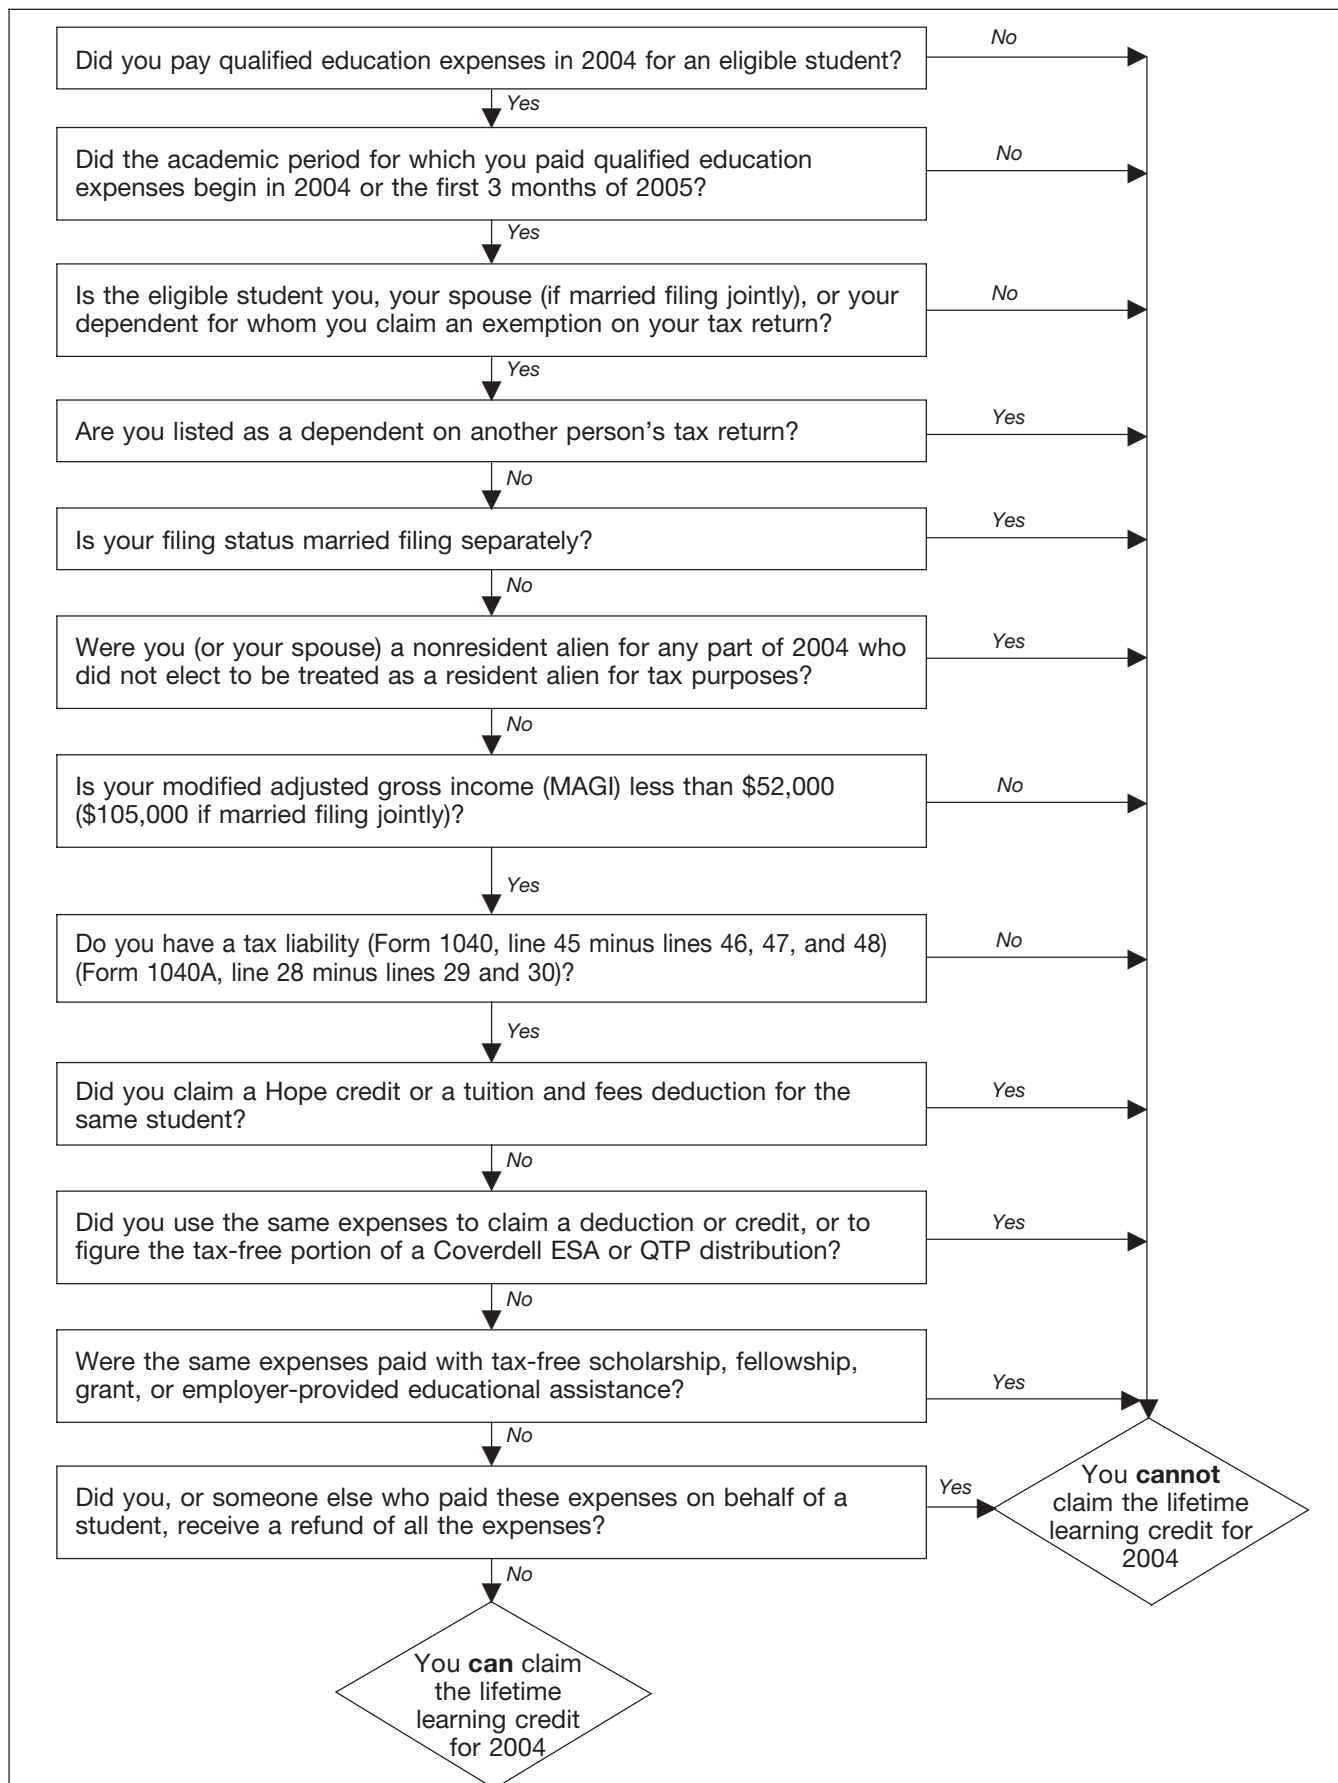 Did you pay qualified education expenses in 2004 for an eligible student?
No
Yes
Did the academic period for which you paid qualified education
expenses begin in 2004 or the first 3 months of 2005?
No
Yes
Is the eligible student you, your spouse (if married filing jointly), or your
dependent for whom you claim an exemption on your tax return?
No
Yes
Are you listed as a dependent on another person's tax return?
Yes
No
Is your filing status married filing separately?
Yes
No
Were you (or your spouse) a nonresident alien for any part of 2004 who
did not elect to be treated as a resident alien for tax purposes?
Yes
No
Is your modified adjusted gross income (MAGI) less than $52,000
($105,000 if married filing jointly)?
No
Yes
Do you have a tax liability (Form 1040, line 45 minus lines 46, 47, and 48)
(Form 1040A, line 28 minus lines 29 and 30)?
No
Yes
Did you claim a Hope credit or a tuition and fees deduction for the
same student?
Yes
No
Did you use the same expenses to claim a deduction or credit, or to
figure the tax-free portion of a Coverdell ESA or QTP distribution?
Yes
No
Were the same expenses paid with tax-free scholarship, fellowship,
grant, or employer-provided educational assistance?
Yes
No
Did you, or someone else who paid these expenses on behalf of a
student, receive a refund of all the expenses?
Yes
You cannot
claim the lifetime
learning credit for
2004
No
You can claim
the lifetime
learning credit
for 2004